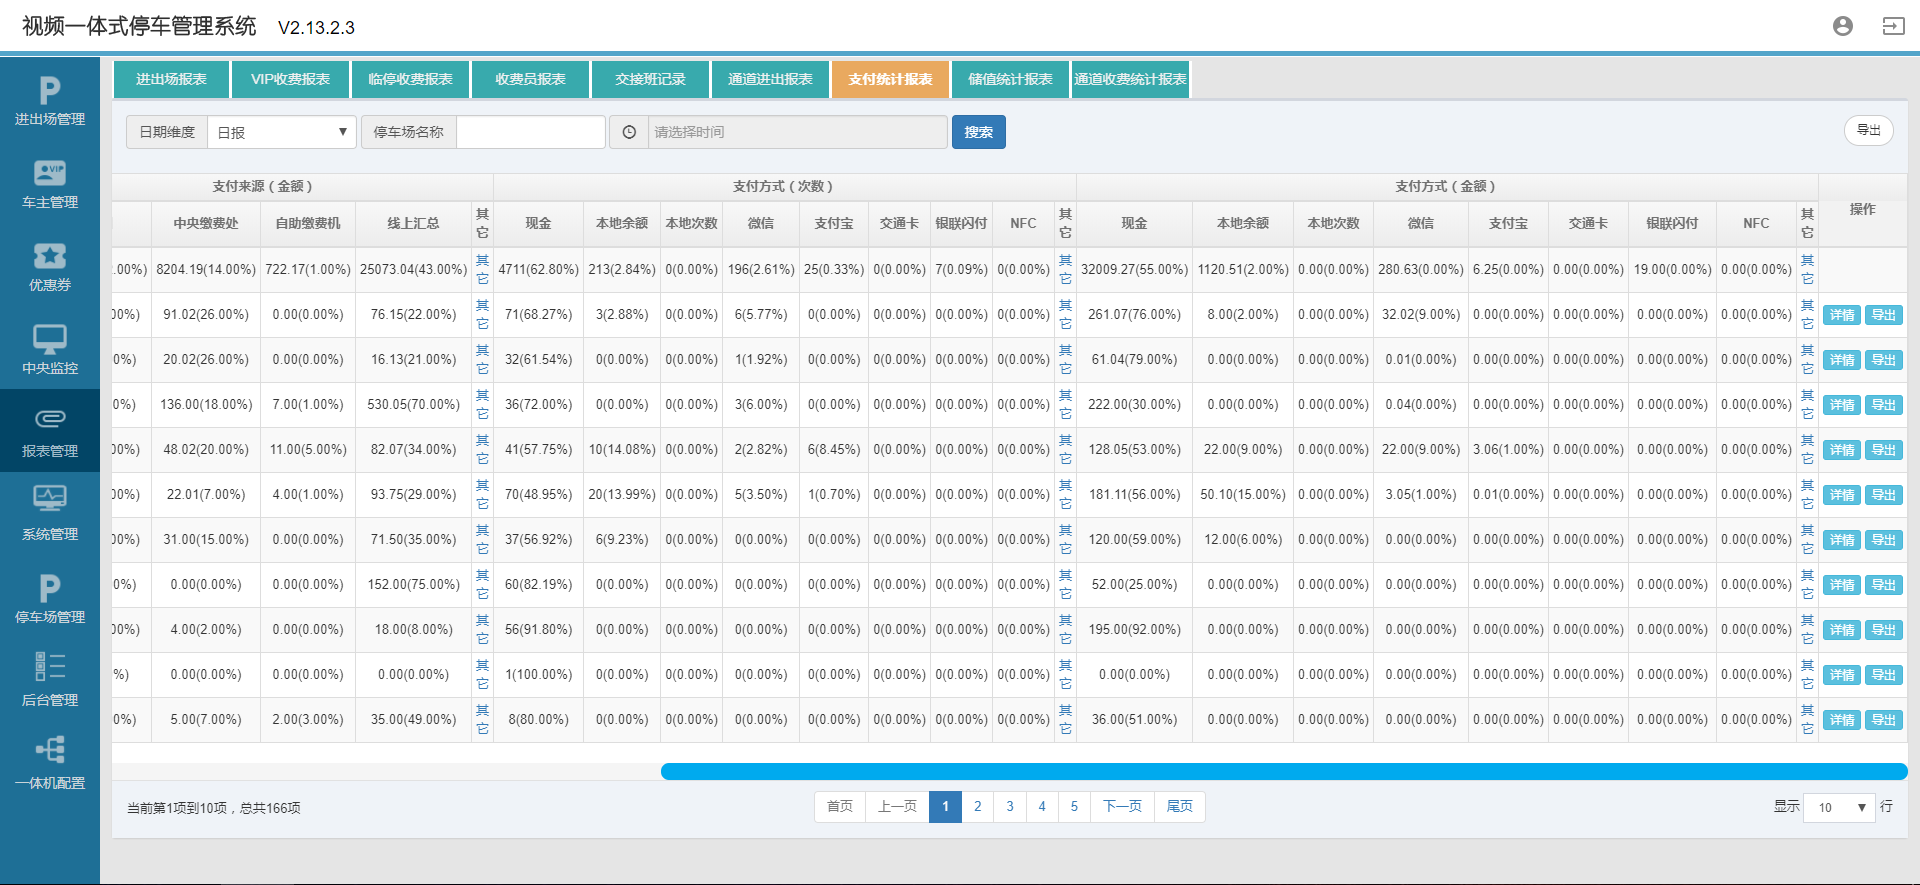 视频一体式停车管理系统 V2.13.2.3
进出场管理
车主管理
优惠券
中央监控
报表管理
系统管理
停车场管理
后台管理
一体机配置
进出场报表 VIP收费报表 临停收费报表 收费员报表 交接班记录 通道进出报表 支付统计报表 储值统计报表 通道收费统计报表
日期维度 日报 ▼ 停车场名称 请选择时间 搜索 导出
支付来源（金额） 支付方式（次数） 支付方式（金额） 操作
中央缴费处 自助缴费机 线上汇总 其它 现金 本地余额 本地次数 微信 支付宝 交通卡 银联闪付 NFC 其它 现金 本地余额 本地次数 微信 支付宝 交通卡 银联闪付 NFC 其它
.00%) 8204.19(14.00%) 722.17(1.00%) 25073.04(43.00%) 其它 4711(62.80%) 213(2.84%) 0(0.00%) 196(2.61%) 25(0.33%) 0(0.00%) 7(0.09%) 0(0.00%) 其它 32009.27(55.00%) 1120.51(2.00%) 0.00(0.00%) 280.63(0.00%) 6.25(0.00%) 0.00(0.00%) 19.00(0.00%) 0.00(0.00%) 其它
00%) 91.02(26.00%) 0.00(0.00%) 76.15(22.00%) 其它 71(68.27%) 3(2.88%) 0(0.00%) 6(5.77%) 0(0.00%) 0(0.00%) 0(0.00%) 0(0.00%) 其它 261.07(76.00%) 8.00(2.00%) 0.00(0.00%) 32.02(9.00%) 0.00(0.00%) 0.00(0.00%) 0.00(0.00%) 0.00(0.00%) 其它 详情 导出
0%) 20.02(26.00%) 0.00(0.00%) 16.13(21.00%) 其它 32(61.54%) 0(0.00%) 0(0.00%) 1(1.92%) 0(0.00%) 0(0.00%) 0(0.00%) 0(0.00%) 其它 61.04(79.00%) 0.00(0.00%) 0.00(0.00%) 0.01(0.00%) 0.00(0.00%) 0.00(0.00%) 0.00(0.00%) 0.00(0.00%) 其它 详情 导出
0%) 136.00(18.00%) 7.00(1.00%) 530.05(70.00%) 其它 36(72.00%) 0(0.00%) 0(0.00%) 3(6.00%) 0(0.00%) 0(0.00%) 0(0.00%) 0(0.00%) 其它 222.00(30.00%) 0.00(0.00%) 0.00(0.00%) 0.04(0.00%) 0.00(0.00%) 0.00(0.00%) 0.00(0.00%) 0.00(0.00%) 其它 详情 导出
00%) 48.02(20.00%) 11.00(5.00%) 82.07(34.00%) 其它 41(57.75%) 10(14.08%) 0(0.00%) 2(2.82%) 6(8.45%) 0(0.00%) 0(0.00%) 0(0.00%) 其它 128.05(53.00%) 22.00(9.00%) 0.00(0.00%) 22.00(9.00%) 3.06(1.00%) 0.00(0.00%) 0.00(0.00%) 0.00(0.00%) 其它 详情 导出
00%) 22.01(7.00%) 4.00(1.00%) 93.75(29.00%) 其它 70(48.95%) 20(13.99%) 0(0.00%) 5(3.50%) 1(0.70%) 0(0.00%) 0(0.00%) 0(0.00%) 其它 181.11(56.00%) 50.10(15.00%) 0.00(0.00%) 3.05(1.00%) 0.01(0.00%) 0.00(0.00%) 0.00(0.00%) 0.00(0.00%) 其它 详情 导出
00%) 31.00(15.00%) 0.00(0.00%) 71.50(35.00%) 其它 37(56.92%) 6(9.23%) 0(0.00%) 0(0.00%) 0(0.00%) 0(0.00%) 0(0.00%) 0(0.00%) 其它 120.00(59.00%) 12.00(6.00%) 0.00(0.00%) 0.00(0.00%) 0.00(0.00%) 0.00(0.00%) 0.00(0.00%) 0.00(0.00%) 其它 详情 导出
0%) 0.00(0.00%) 0.00(0.00%) 152.00(75.00%) 其它 60(82.19%) 0(0.00%) 0(0.00%) 0(0.00%) 0(0.00%) 0(0.00%) 0(0.00%) 0(0.00%) 其它 52.00(25.00%) 0.00(0.00%) 0.00(0.00%) 0.00(0.00%) 0.00(0.00%) 0.00(0.00%) 0.00(0.00%) 0.00(0.00%) 其它 详情 导出
00%) 4.00(2.00%) 0.00(0.00%) 18.00(8.00%) 其它 56(91.80%) 0(0.00%) 0(0.00%) 0(0.00%) 0(0.00%) 0(0.00%) 0(0.00%) 0(0.00%) 其它 195.00(92.00%) 0.00(0.00%) 0.00(0.00%) 0.00(0.00%) 0.00(0.00%) 0.00(0.00%) 0.00(0.00%) 0.00(0.00%) 其它 详情 导出
%) 0.00(0.00%) 0.00(0.00%) 0.00(0.00%) 其它 1(100.00%) 0(0.00%) 0(0.00%) 0(0.00%) 0(0.00%) 0(0.00%) 0(0.00%) 0(0.00%) 其它 0.00(0.00%) 0.00(0.00%) 0.00(0.00%) 0.00(0.00%) 0.00(0.00%) 0.00(0.00%) 0.00(0.00%) 0.00(0.00%) 其它 详情 导出
0%) 5.00(7.00%) 2.00(3.00%) 35.00(49.00%) 其它 8(80.00%) 0(0.00%) 0(0.00%) 0(0.00%) 0(0.00%) 0(0.00%) 0(0.00%) 0(0.00%) 其它 36.00(51.00%) 0.00(0.00%) 0.00(0.00%) 0.00(0.00%) 0.00(0.00%) 0.00(0.00%) 0.00(0.00%) 0.00(0.00%) 其它 详情 导出
当前第1项到10项，总共166项 首页 上一页 1 2 3 4 5 下一页 尾页 显示 10 ▼ 行